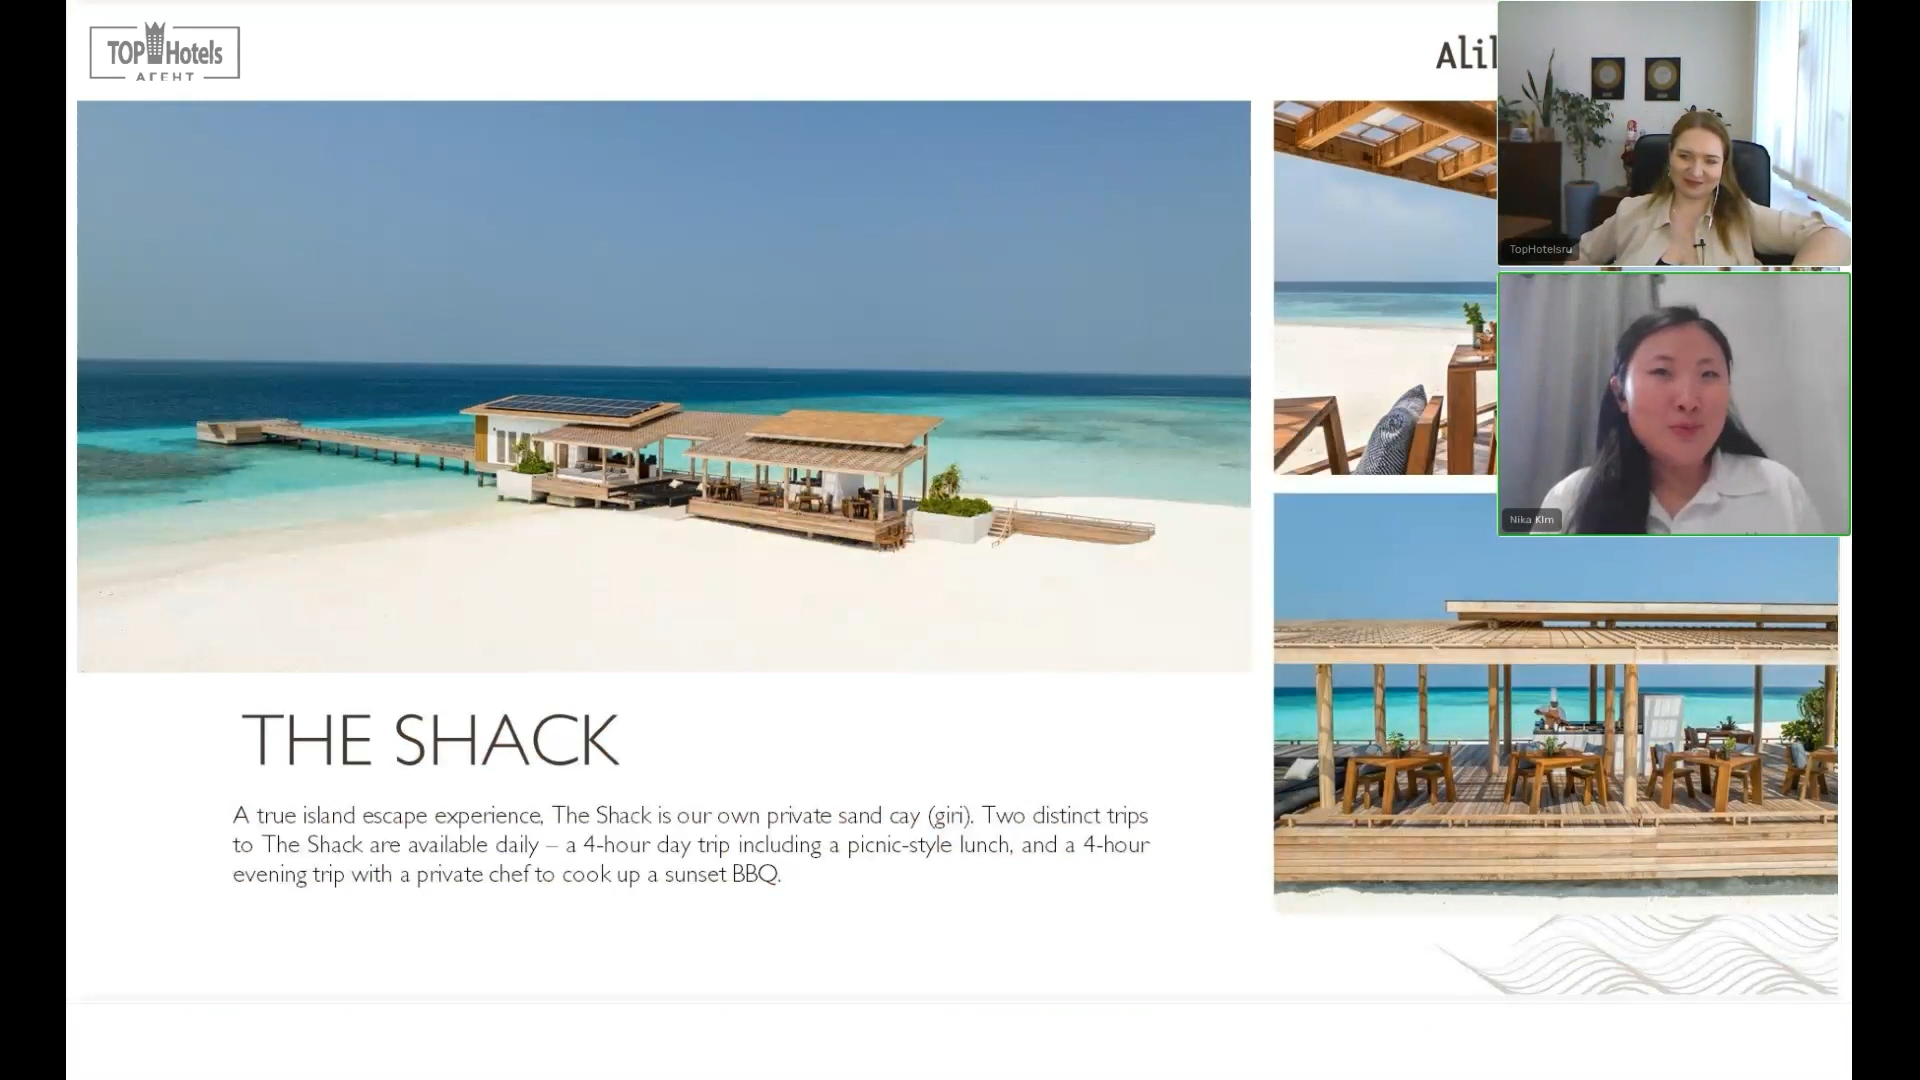 TOP Hotels
АГЕНТ
Alil
TopHotelsru
Nika KIm
THE SHACK
A true island escape experience, The Shack is our own private sand cay (giri). Two distinct trips
to The Shack are available daily – a 4-hour day trip including a picnic-style lunch, and a 4-hour
evening trip with a private chef to cook up a sunset BBQ.